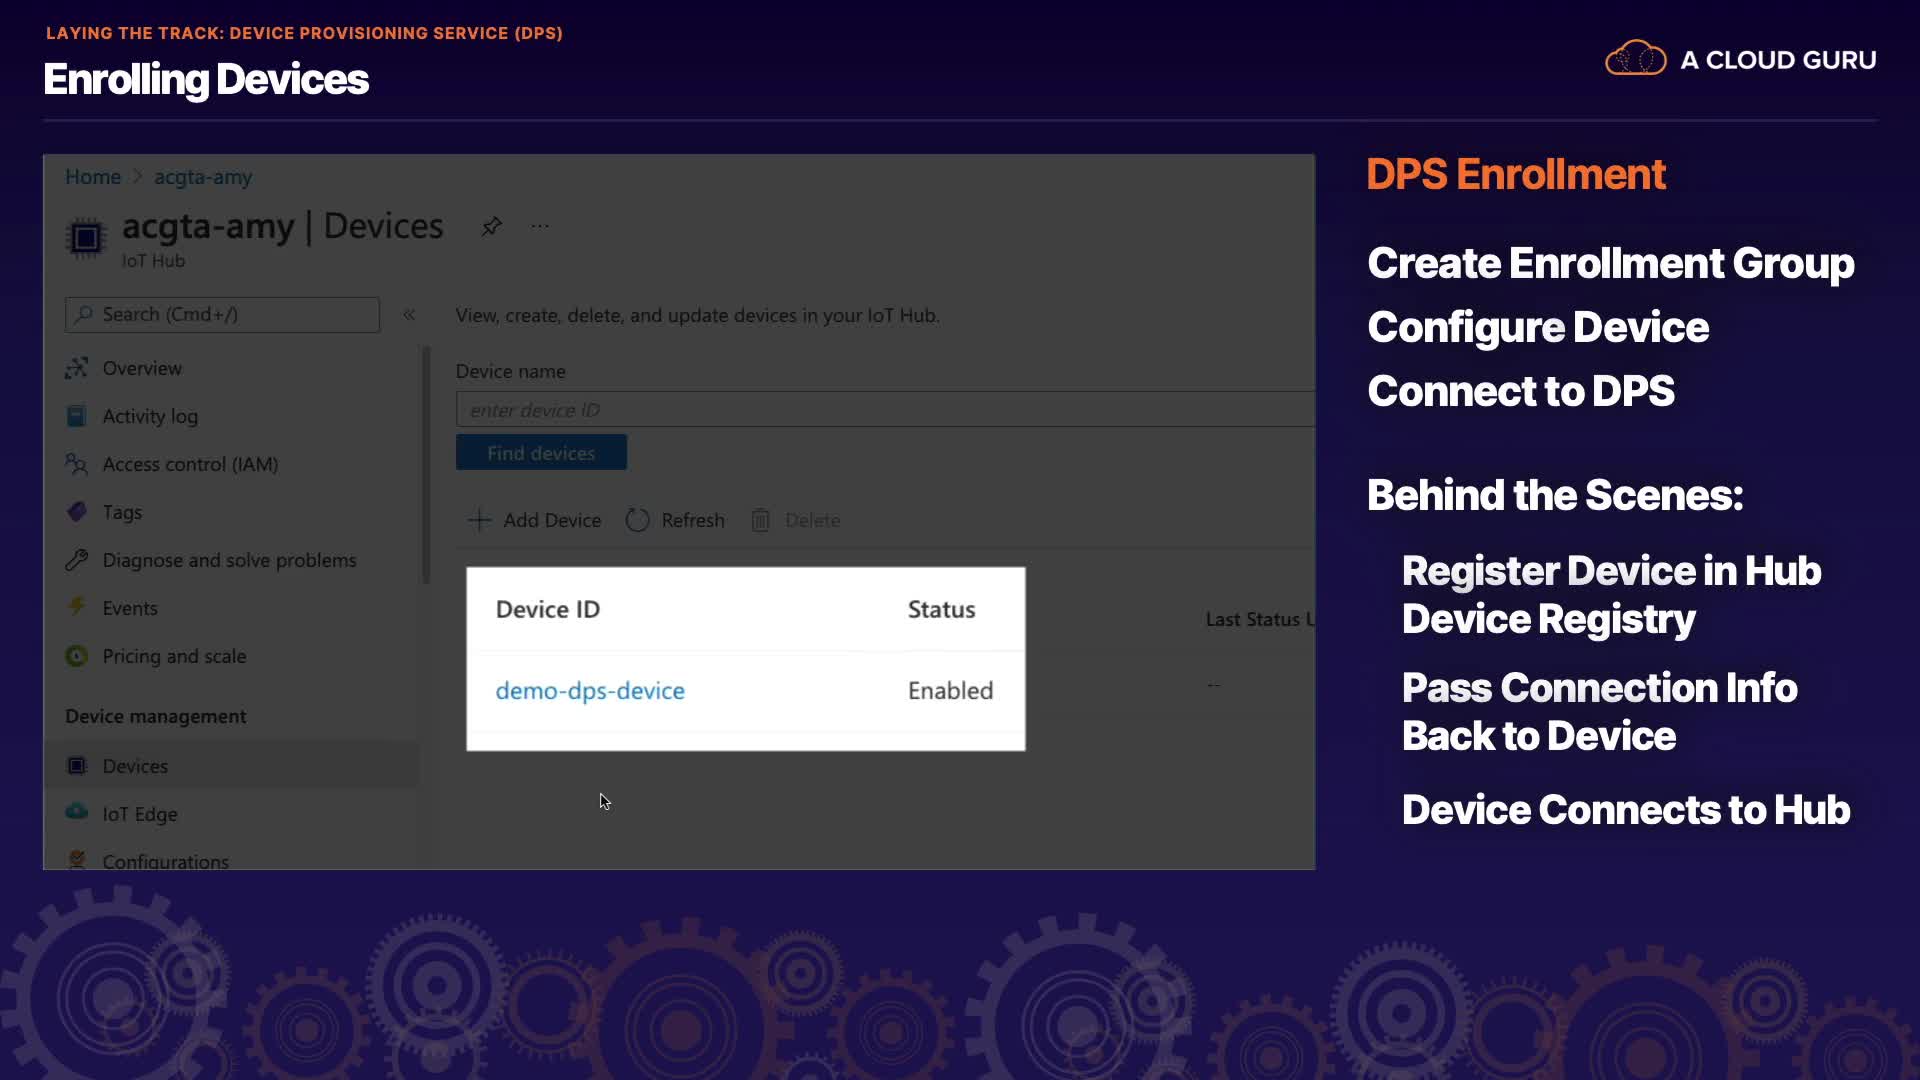 LAYING THE TRACK: DEVICE PROVISIONING SERVICE (DPS)
Enrolling Devices
A CLOUD GURU
Home > acgta-amy
acgta-amy | Devices
IoT Hub
Search (Cmd+/)
«
Overview
Activity log
Access control (IAM)
Tags
Diagnose and solve problems
Events
Pricing and scale
Device management
Devices
IoT Edge
Configurations
View, create, delete, and update devices in your IoT Hub.
Device name
enter device ID
Find devices
+ Add Device Refresh Delete
Device ID Status Last Status U
demo-dps-device Enabled --
DPS Enrollment
Create Enrollment Group
Configure Device
Connect to DPS
Behind the Scenes:
Register Device in Hub
Device Registry
Pass Connection Info
Back to Device
Device Connects to Hub